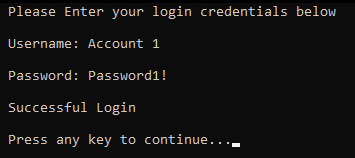 Please Enter your login credentials below
Username: Account 1
Password: Password1!
Successful Login
Press any key to continue...